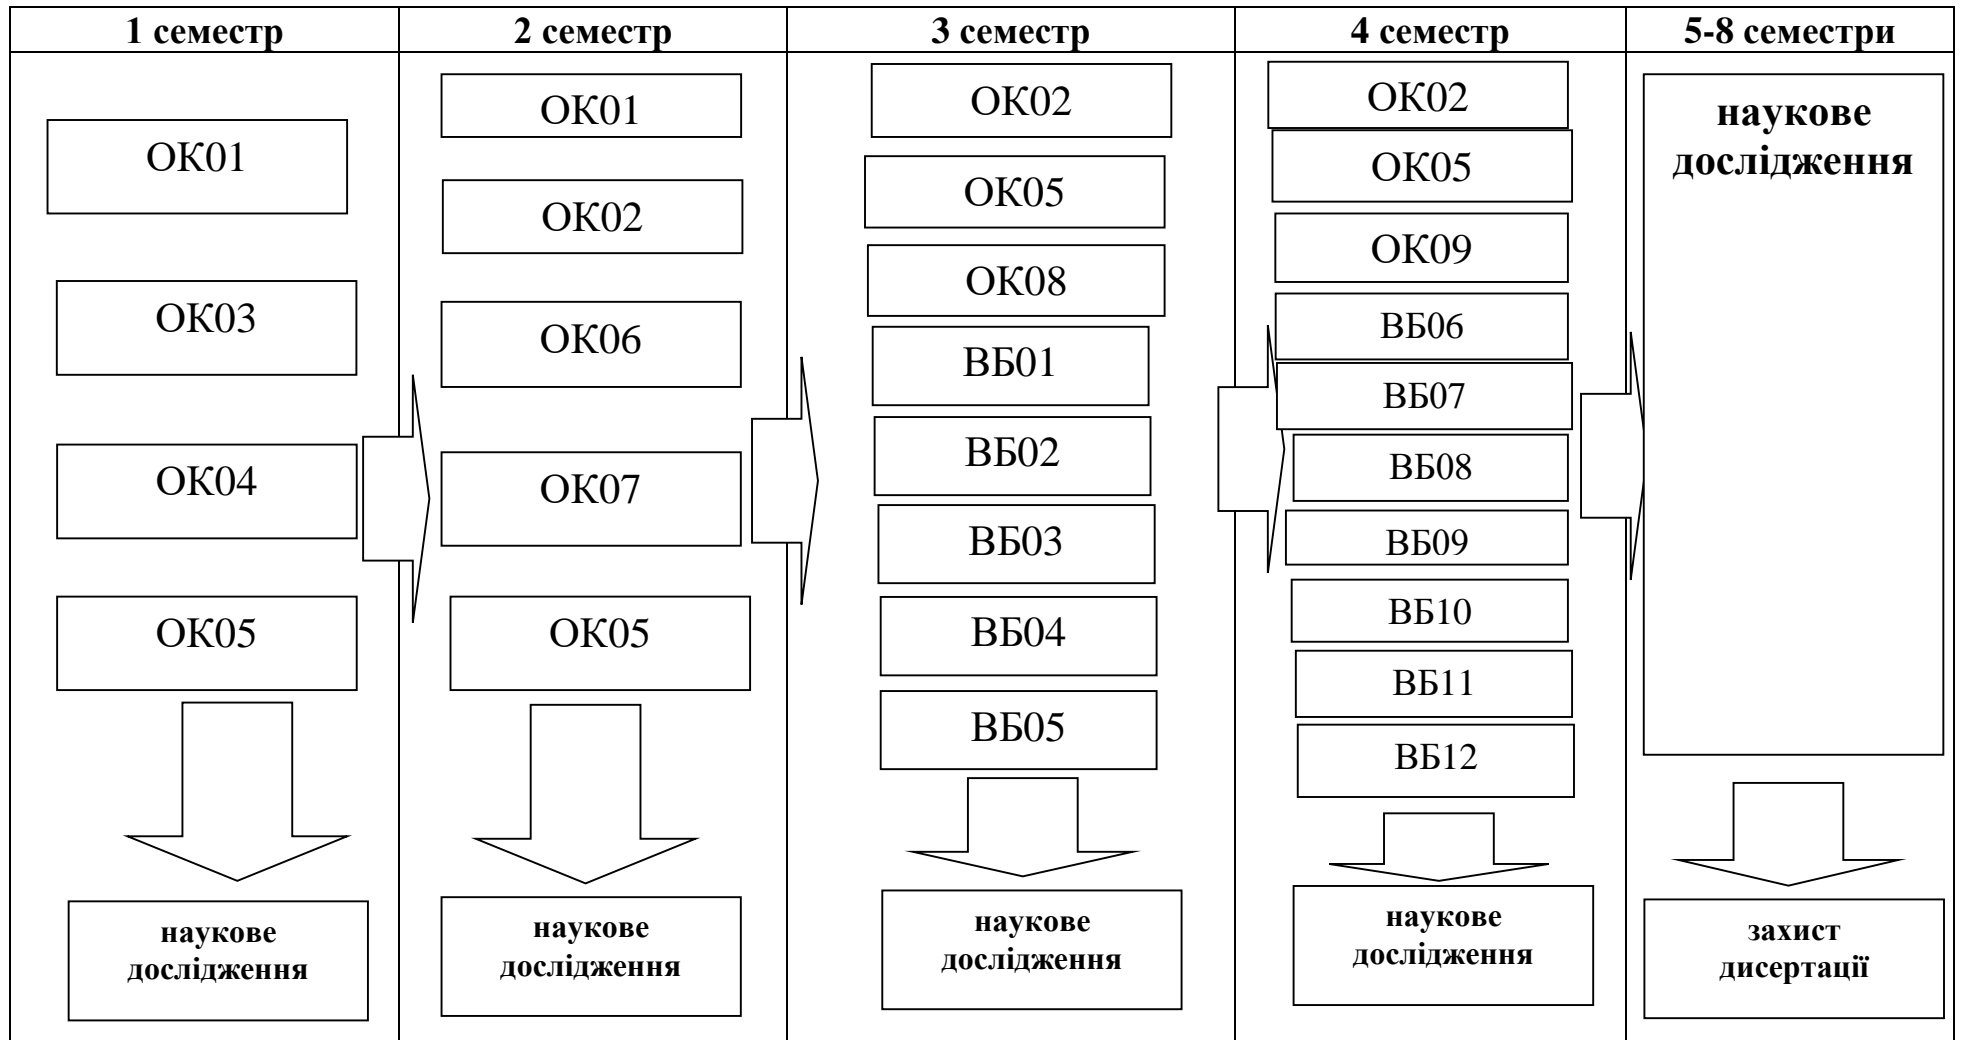 1 семестр
ОК01
ОК03
ОК04
ОК05
наукове
дослідження
2 семестр
ОК01
ОК02
ОК06
ОК07
ОК05
наукове
дослідження
3 семестр
ОК02
ОК05
ОК08
ВБ01
ВБ02
ВБ03
ВБ04
ВБ05
наукове
дослідження
4 семестр
ОК02
ОК05
ОК09
ВБ06
ВБ07
ВБ08
ВБ09
ВБ10
ВБ11
ВБ12
наукове
дослідження
5-8 семестри
наукове
дослідження
захист
дисертації